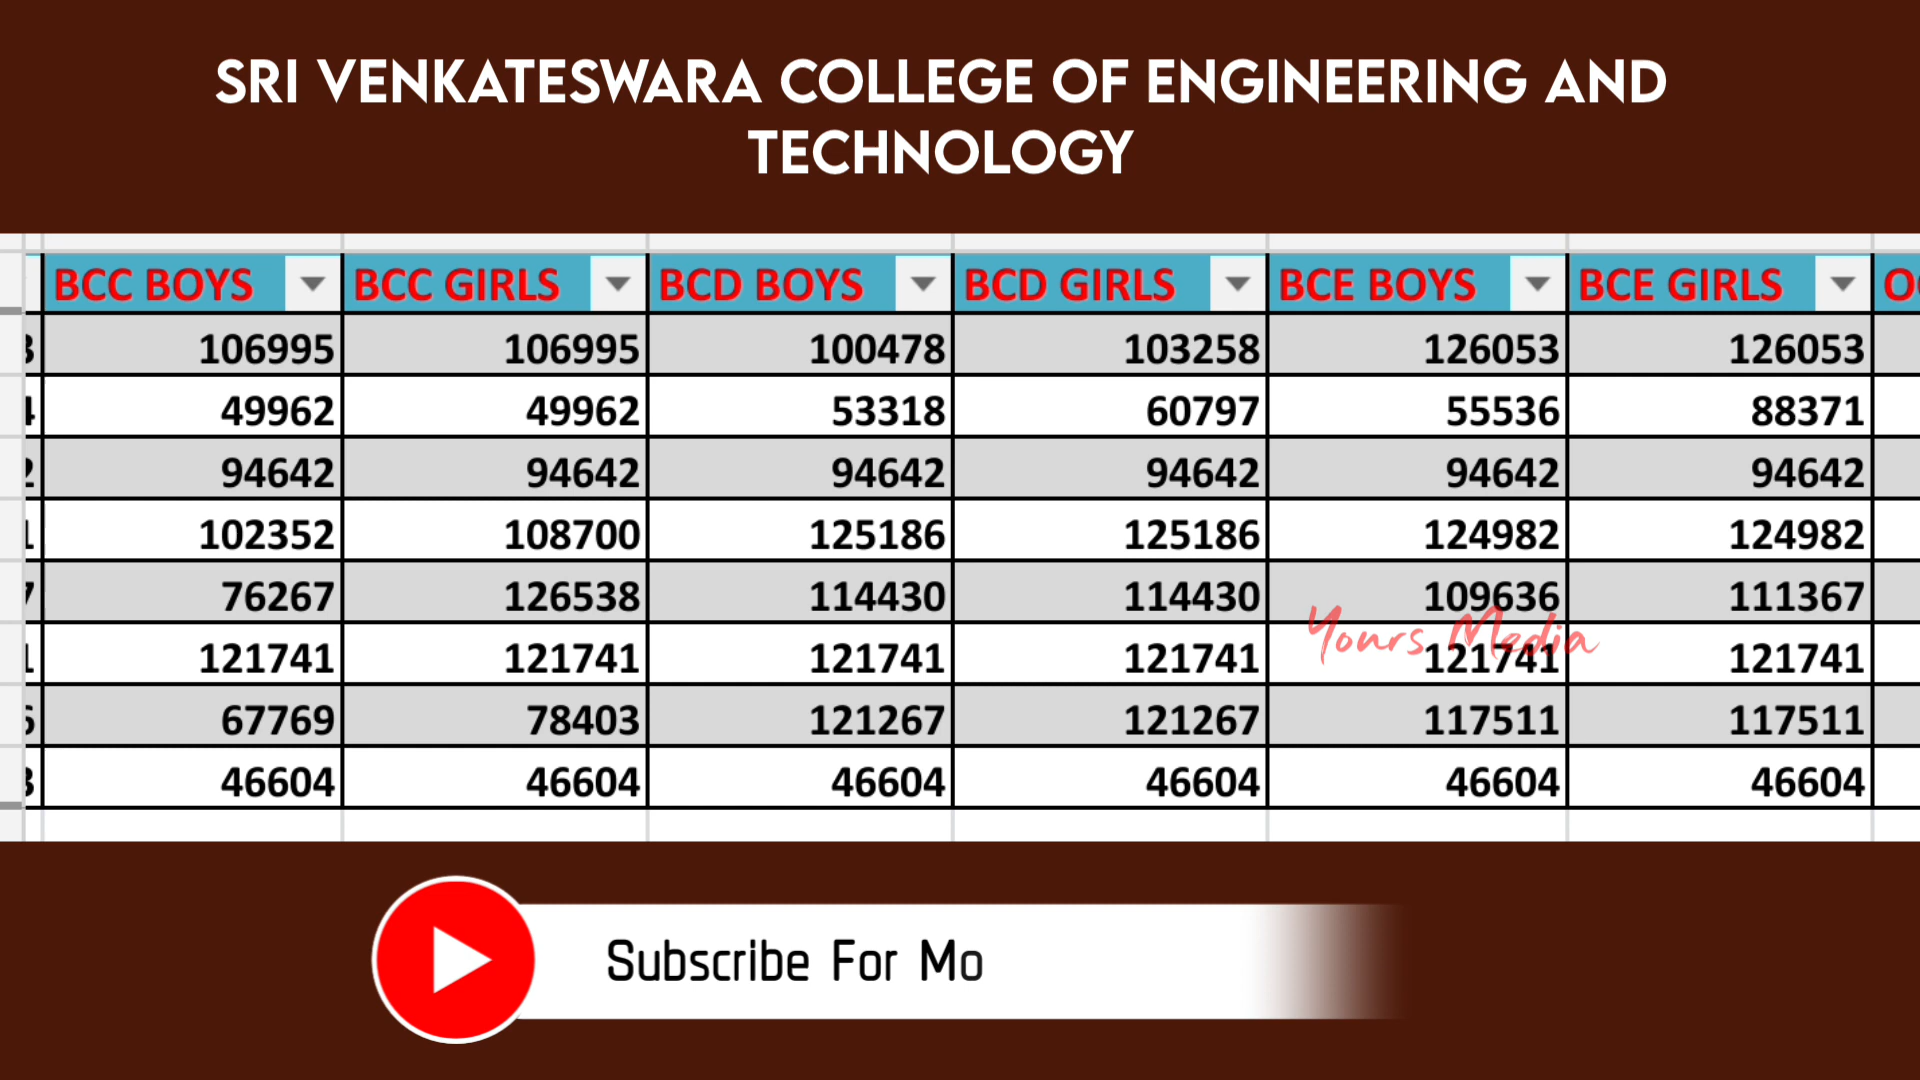 SRI VENKATESWARA COLLEGE OF ENGINEERING AND
TECHNOLOGY
BCC BOYS BCC GIRLS BCD BOYS BCD GIRLS BCE BOYS BCE GIRLS
106995 106995 100478 103258 126053 126053
49962 49962 53318 60797 55536 88371
94642 94642 94642 94642 94642 94642
102352 108700 125186 125186 124982 124982
76267 126538 114430 114430 109636 111367
Yours Media
121741 121741 121741 121741 121741 121741
67769 78403 121267 121267 117511 117511
46604 46604 46604 46604 46604 46604
Subscribe For Mo